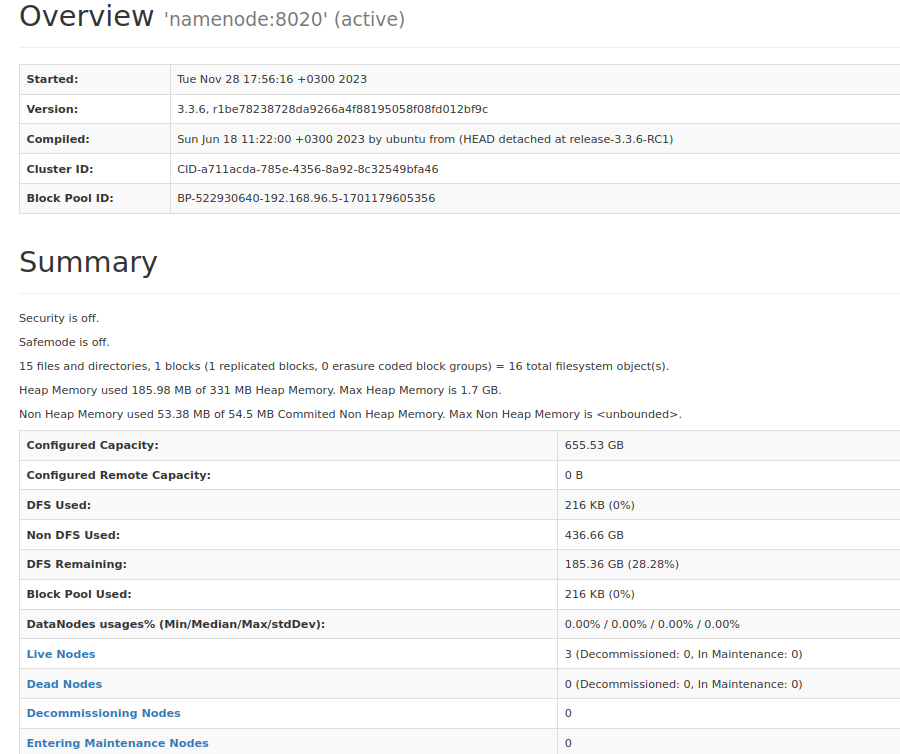 Overview 'namenode:8020' (active)
Started: Tue Nov 28 17:56:16 +0300 2023
Version: 3.3.6, r1be78238728da9266a4f88195058f08fd012bf9c
Compiled: Sun Jun 18 11:22:00 +0300 2023 by ubuntu from (HEAD detached at release-3.3.6-RC1)
Cluster ID: CID-a711acda-785e-4356-8a92-8c32549bfa46
Block Pool ID: BP-522930640-192.168.96.5-1701179605356
Summary
Security is off.
Safemode is off.
15 files and directories, 1 blocks (1 replicated blocks, 0 erasure coded block groups) = 16 total filesystem object(s).
Heap Memory used 185.98 MB of 331 MB Heap Memory. Max Heap Memory is 1.7 GB.
Non Heap Memory used 53.38 MB of 54.5 MB Commited Non Heap Memory. Max Non Heap Memory is <unbounded>.
Configured Capacity: 655.53 GB
Configured Remote Capacity: 0 B
DFS Used: 216 KB (0%)
Non DFS Used: 436.66 GB
DFS Remaining: 185.36 GB (28.28%)
Block Pool Used: 216 KB (0%)
DataNodes usages% (Min/Median/Max/stdDev): 0.00% / 0.00% / 0.00% / 0.00%
Live Nodes 3 (Decommissioned: 0, In Maintenance: 0)
Dead Nodes 0 (Decommissioned: 0, In Maintenance: 0)
Decommissioning Nodes 0
Entering Maintenance Nodes 0